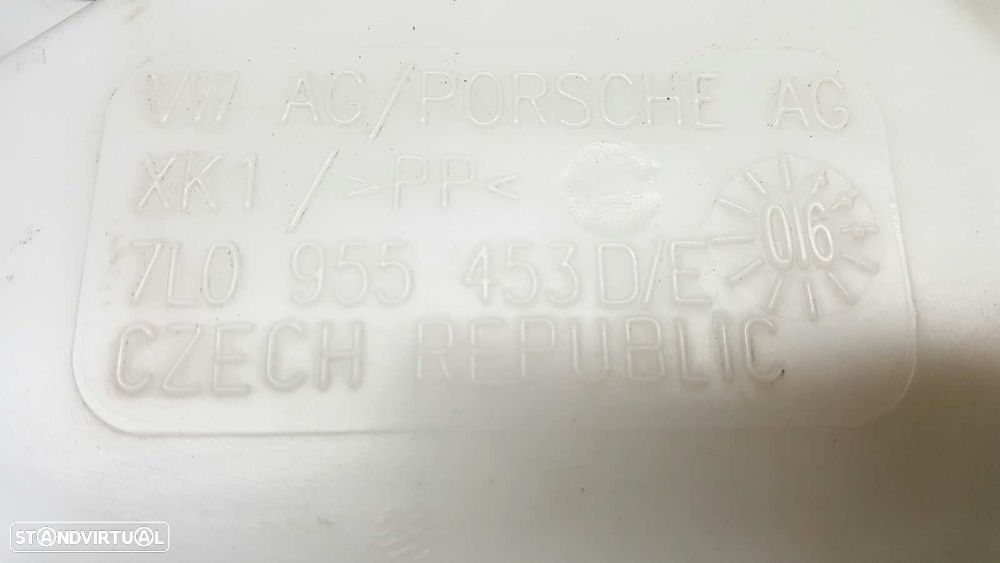 VW AG/PORSCHE AG
XK1 / >PP<
016
7L0 955 453D/E
CZECH REPUBLIC
STANDVIRTUAL